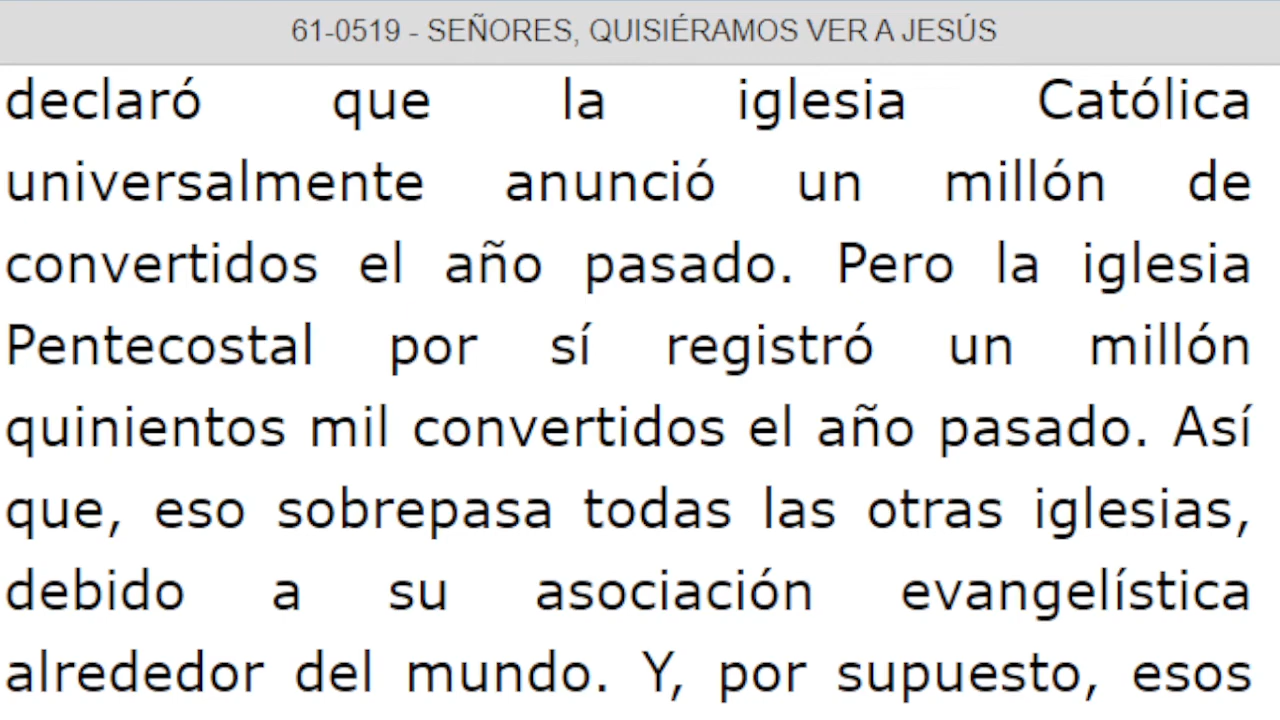 61-0519 - SEÑORES, QUISIÉRAMOS VER A JESÚS
declaró que la iglesia Católica
universalmente anunció un millón de
convertidos el año pasado. Pero la iglesia
Pentecostal por sí registró un millón
quinientos mil convertidos el año pasado. Así
que, eso sobrepasa todas las otras iglesias,
debido a su asociación evangelística
alrededor del mundo. Y, por supuesto, esos